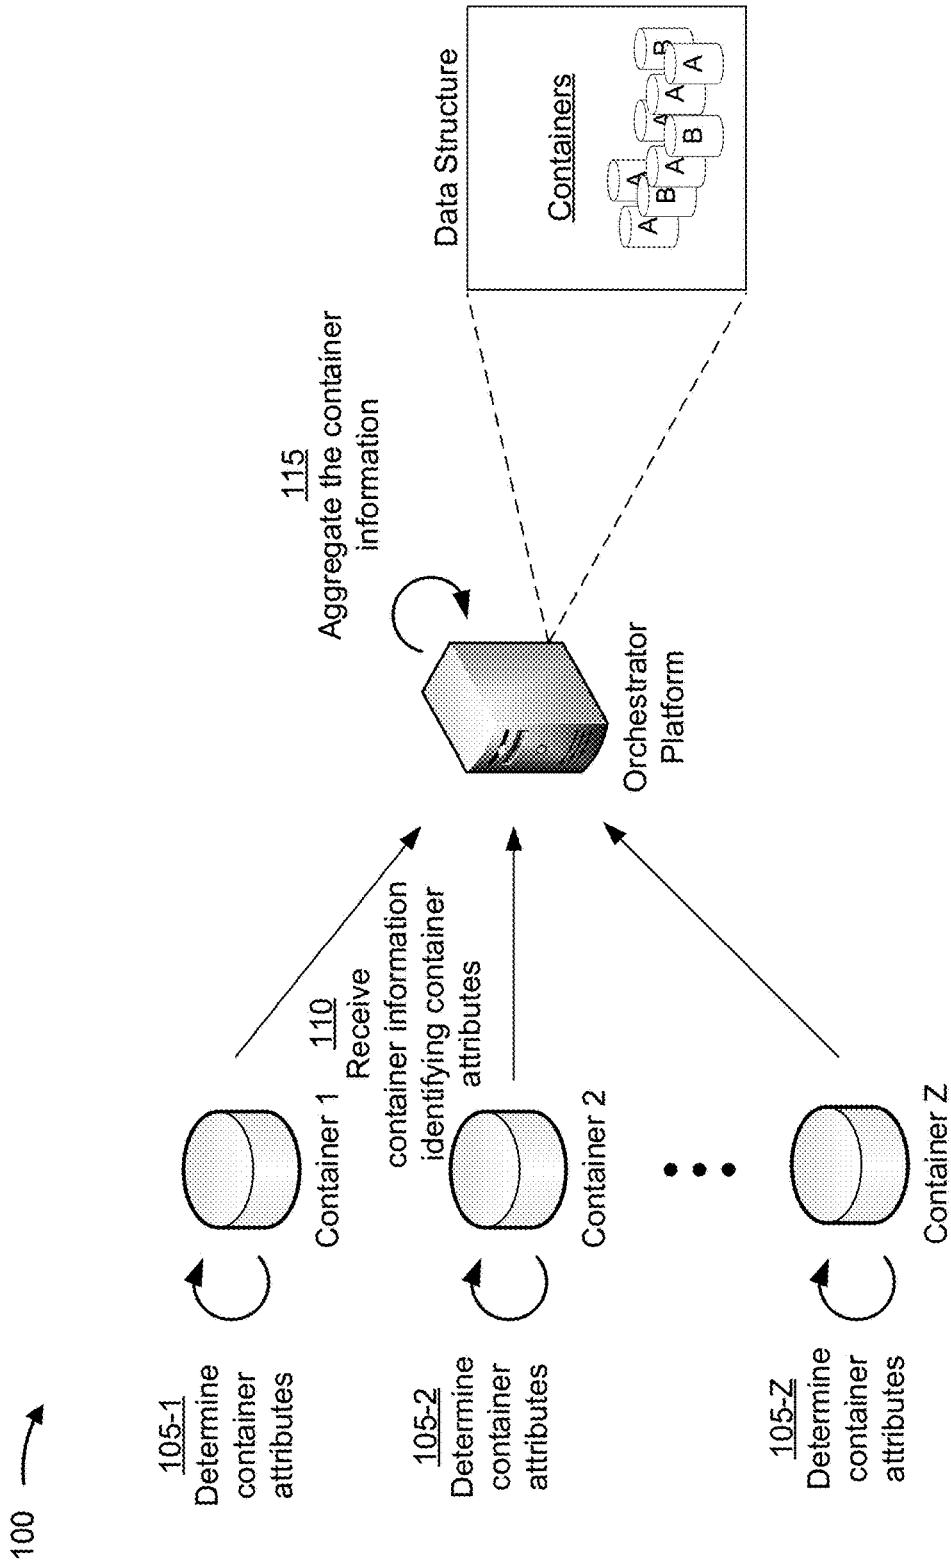 100
105-1
Determine
container
attributes
Container 1
110
Receive
container information
identifying container
attributes
105-2
Determine
container
attributes
Container 2
105-Z
Determine
container
attributes
Container Z
115
Aggregate the container
information
Orchestrator
Platform
Data Structure
Containers
A
B
A
A
B
A
A
B
A